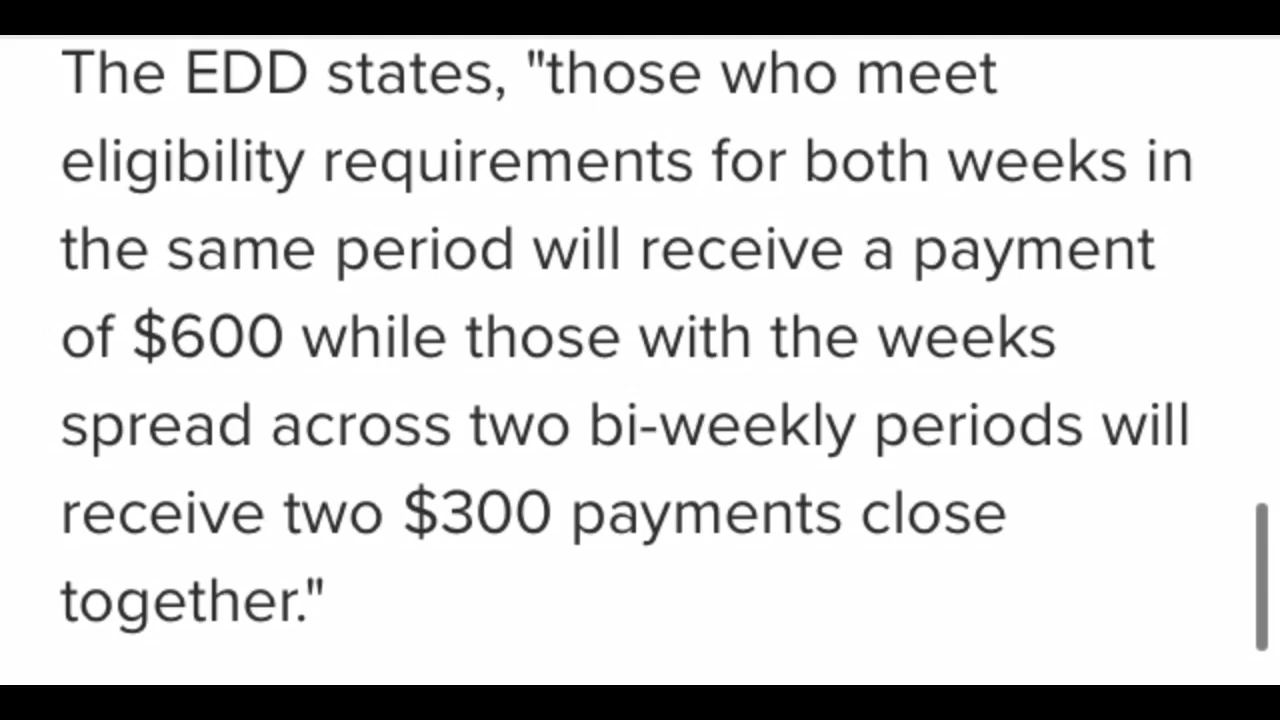 The EDD states, "those who meet
eligibility requirements for both weeks in
the same period will receive a payment
of $600 while those with the weeks
spread across two bi-weekly periods will
receive two $300 payments close
together."